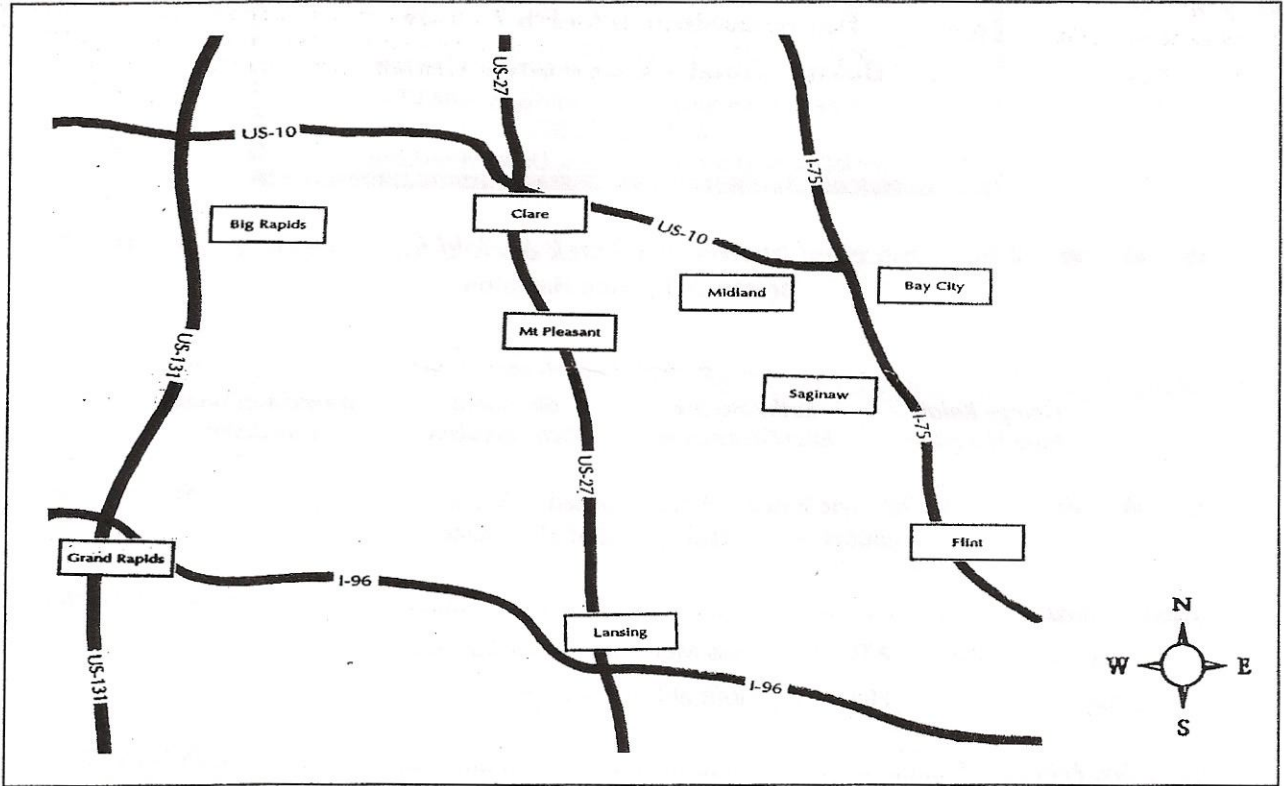 US-27
I-75
US-10
Clare
Big Rapids
US-10
Midland
Bay City
Mt Pleasant
US-131
Saginaw
I-75
US-27
Flint
Grand Rapids
I-96
Lansing
N
W
E
S
US-131
I-96